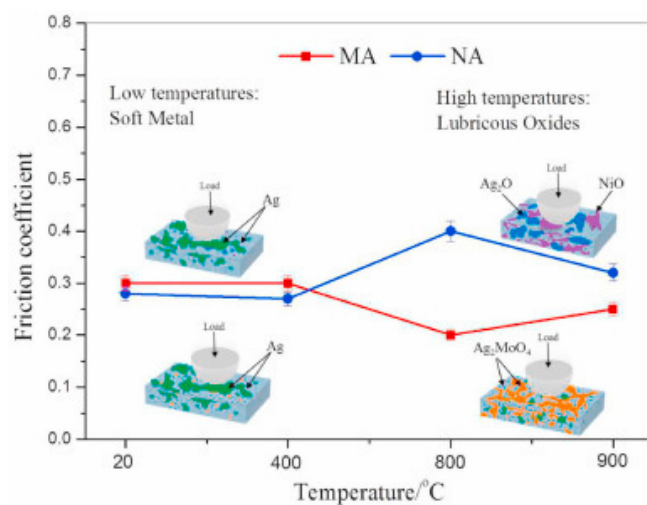 0.8
0.7
0.6
0.5
0.4
0.3
0.2
0.1
0.0
Friction coefficient
MA
NA
Low temperatures:
Soft Metal
High temperatures:
Lubricous Oxides
Load
Ag
Load
Ag₂O
NiO
Load
Ag
Load
Ag₂MoO₄
20
400
800
900
Temperature/°C